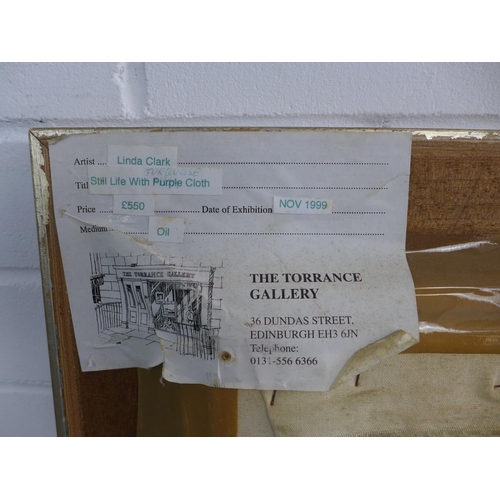 Artist .... Linda Clark
Titl Still Life With Purple Cloth
Price .... £550 Date of Exhibition NOV 1999
Medium Oil
THE TORRANCE GALLERY
THE TORRANCE
GALLERY
36 DUNDAS STREET,
EDINBURGH EH3 6JN
Telephone:
0131-556 6366